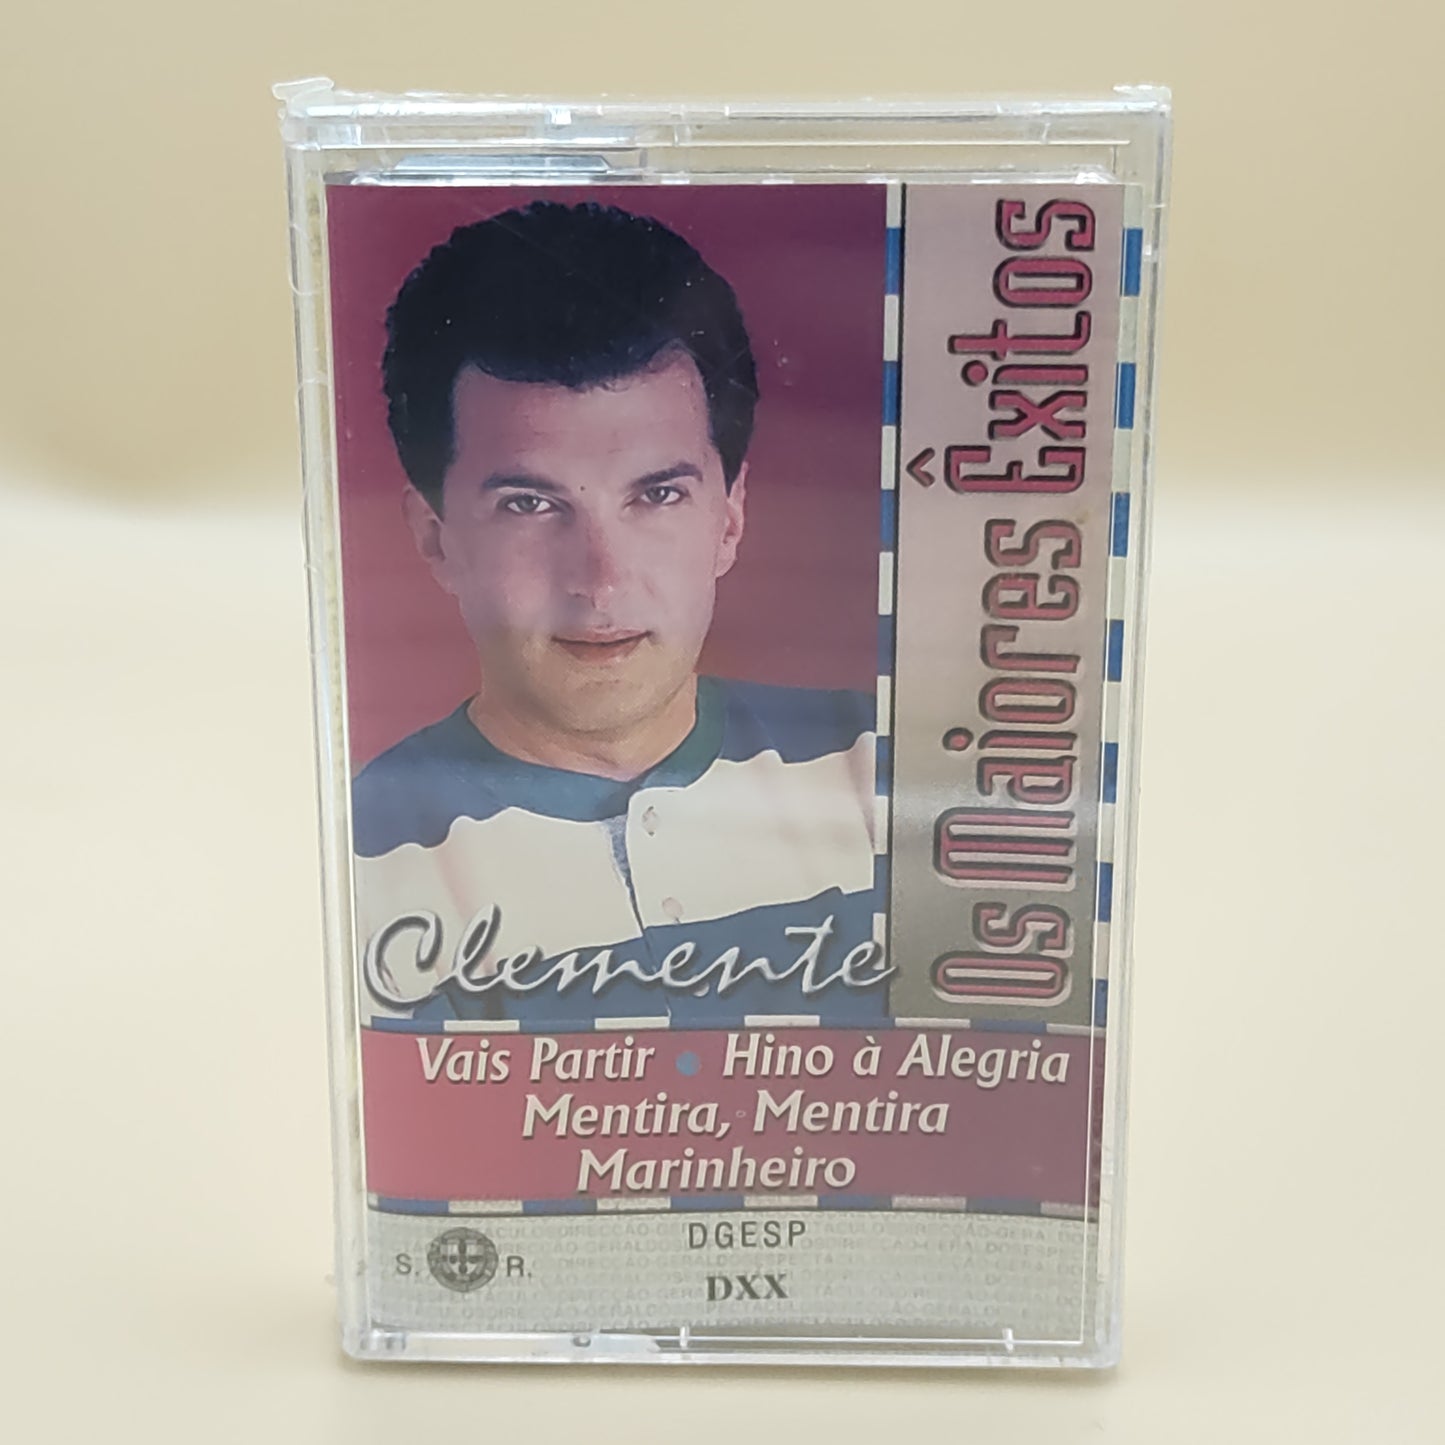 Os Maiores Êxitos
Clemente
Vais Partir • Hino à Alegria
Mentira, Mentira
Marinheiro
S. R.
DGESP
DXX